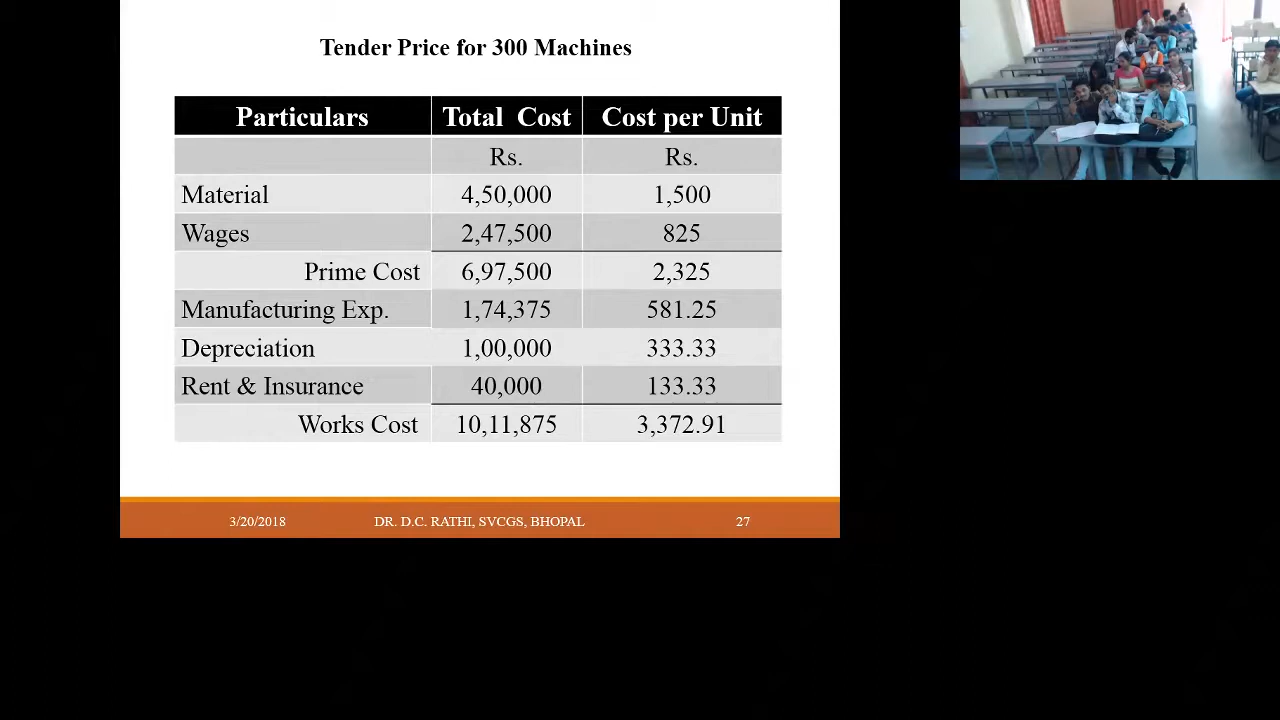 Tender Price for 300 Machines
Particulars Total Cost Cost per Unit
Rs. Rs.
Material 4,50,000 1,500
Wages 2,47,500 825
Prime Cost 6,97,500 2,325
Manufacturing Exp. 1,74,375 581.25
Depreciation 1,00,000 333.33
Rent & Insurance 40,000 133.33
Works Cost 10,11,875 3,372.91
3/20/2018 DR. D.C. RATHI, SVCGS, BHOPAL 27